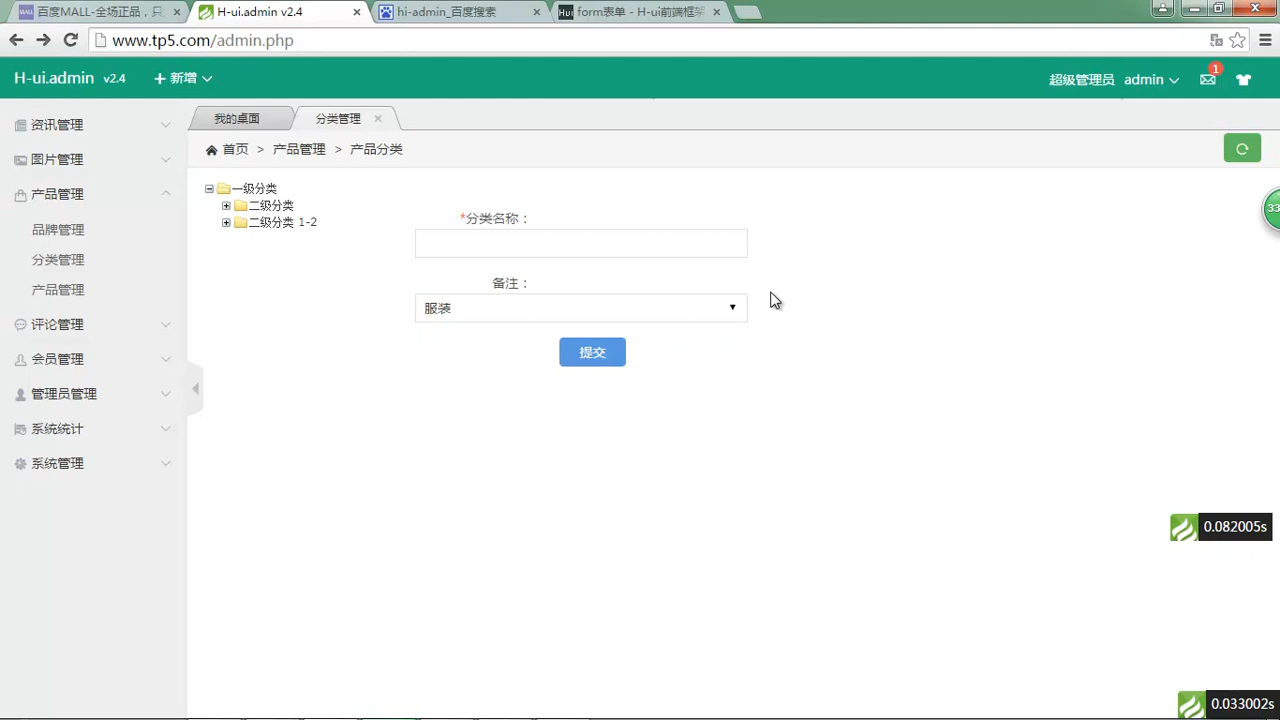 百度MALL-全场正品，只
H-ui.admin v2.4
hi-admin_百度搜索
form表单 - H-ui前端框架
www.tp5.com/admin.php
H-ui.admin v2.4
新增
超级管理员 admin
1
我的桌面
分类管理
首页 > 产品管理 > 产品分类
资讯管理
图片管理
产品管理
品牌管理
分类管理
产品管理
评论管理
会员管理
管理员管理
系统统计
系统管理
一级分类
二级分类
二级分类 1-2
*分类名称：
备注：
服装
提交
33
0.082005s
0.033002s